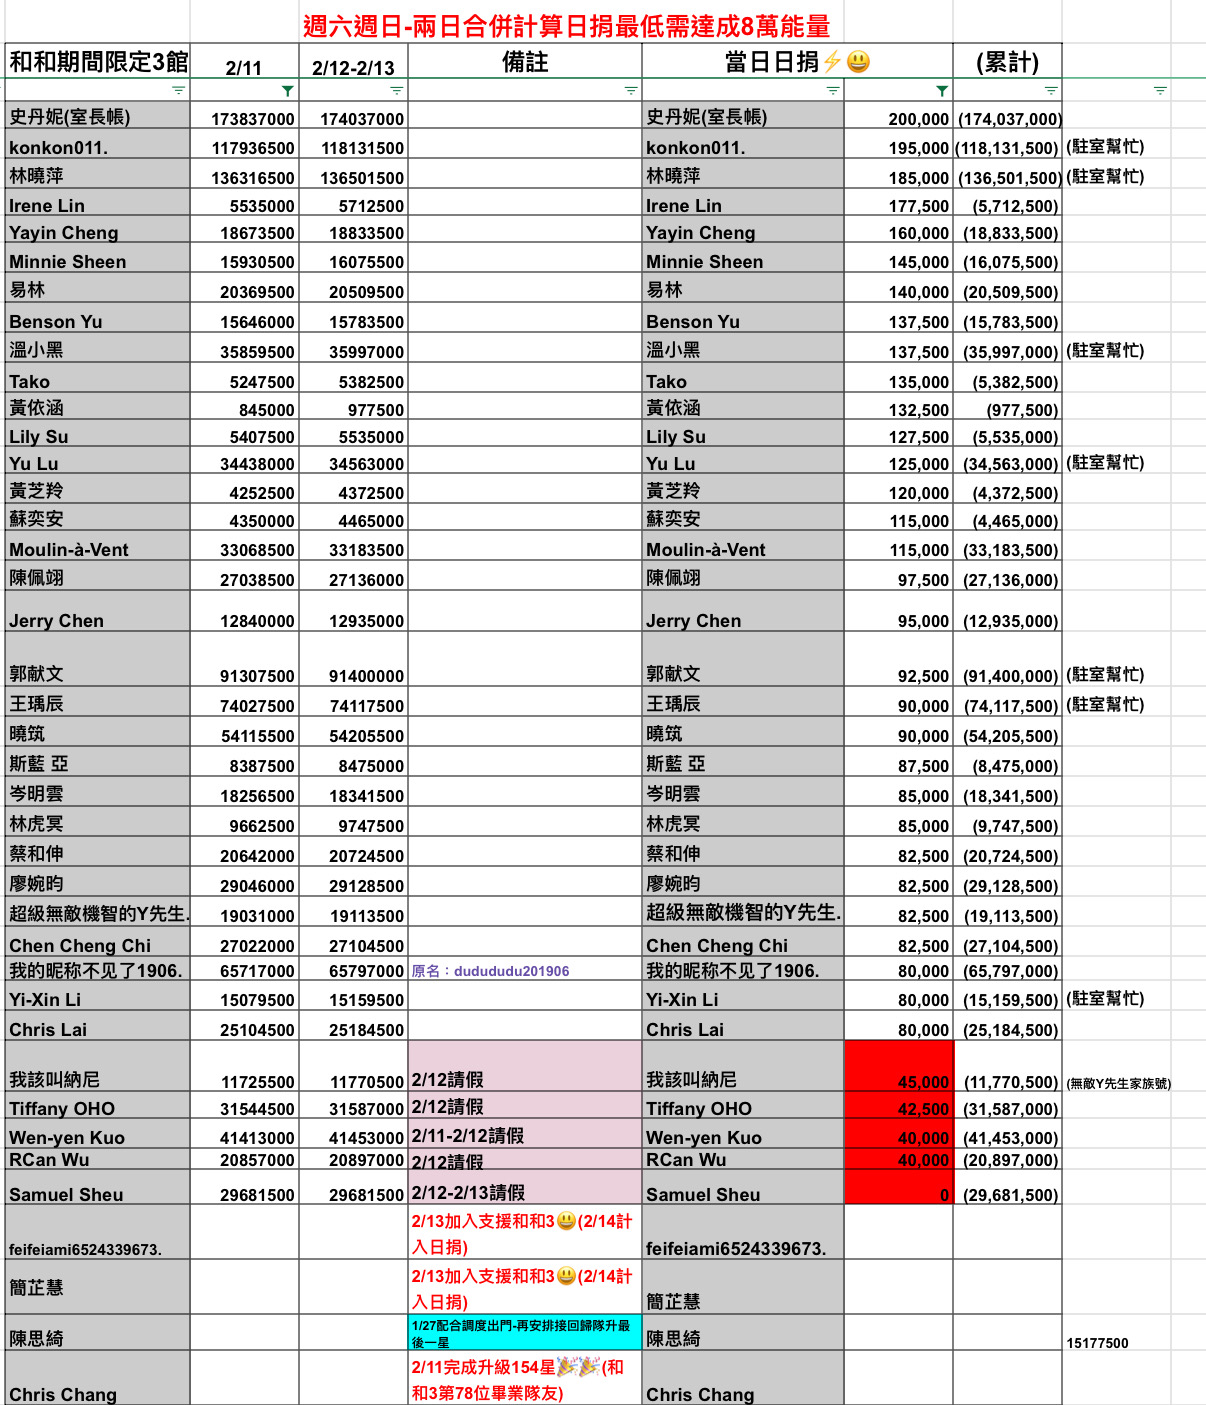 週六週日-兩日合併計算日捐最低需達成8萬能量
和和期間限定3館 2/11 2/12-2/13 備註 當日日捐⚡😃 (累計)
史丹妮(室長帳) 173837000 174037000 史丹妮(室長帳) 200,000 (174,037,000)
konkon011. 117936500 118131500 konkon011. 195,000 (118,131,500) (駐室幫忙)
林曉萍 136316500 136501500 林曉萍 185,000 (136,501,500) (駐室幫忙)
Irene Lin 5535000 5712500 Irene Lin 177,500 (5,712,500)
Yayin Cheng 18673500 18833500 Yayin Cheng 160,000 (18,833,500)
Minnie Sheen 15930500 16075500 Minnie Sheen 145,000 (16,075,500)
易林 20369500 20509500 易林 140,000 (20,509,500)
Benson Yu 15646000 15783500 Benson Yu 137,500 (15,783,500)
溫小黑 35859500 35997000 溫小黑 137,500 (35,997,000) (駐室幫忙)
Tako 5247500 5382500 Tako 135,000 (5,382,500)
黃依涵 845000 977500 黃依涵 132,500 (977,500)
Lily Su 5407500 5535000 Lily Su 127,500 (5,535,000)
Yu Lu 34438000 34563000 Yu Lu 125,000 (34,563,000) (駐室幫忙)
黃芝羚 4252500 4372500 黃芝羚 120,000 (4,372,500)
蘇奕安 4350000 4465000 蘇奕安 115,000 (4,465,000)
Moulin-à-Vent 33068500 33183500 Moulin-à-Vent 115,000 (33,183,500)
陳佩翊 27038500 27136000 陳佩翊 97,500 (27,136,000)
Jerry Chen 12840000 12935000 Jerry Chen 95,000 (12,935,000)
郭献文 91307500 91400000 郭献文 92,500 (91,400,000) (駐室幫忙)
王瑀辰 74027500 74117500 王瑀辰 90,000 (74,117,500) (駐室幫忙)
曉筑 54115500 54205500 曉筑 90,000 (54,205,500)
斯藍 亞 8387500 8475000 斯藍 亞 87,500 (8,475,000)
岑明雲 18256500 18341500 岑明雲 85,000 (18,341,500)
林虎冥 9662500 9747500 林虎冥 85,000 (9,747,500)
蔡和伸 20642000 20724500 蔡和伸 82,500 (20,724,500)
廖婉昀 29046000 29128500 廖婉昀 82,500 (29,128,500)
超級無敵機智的Y先生. 19031000 19113500 超級無敵機智的Y先生. 82,500 (19,113,500)
Chen Cheng Chi 27022000 27104500 Chen Cheng Chi 82,500 (27,104,500)
我的昵称不见了1906. 65717000 65797000 原名：dudududu201906 我的昵称不见了1906. 80,000 (65,797,000)
Yi-Xin Li 15079500 15159500 Yi-Xin Li 80,000 (15,159,500) (駐室幫忙)
Chris Lai 25104500 25184500 Chris Lai 80,000 (25,184,500)
我該叫納尼 11725500 11770500 2/12請假 我該叫納尼 45,000 (11,770,500) (無敵Y先生家族號)
Tiffany OHO 31544500 31587000 2/12請假 Tiffany OHO 42,500 (31,587,000)
Wen-yen Kuo 41413000 41453000 2/11-2/12請假 Wen-yen Kuo 40,000 (41,453,000)
RCan Wu 20857000 20897000 2/12請假 RCan Wu 40,000 (20,897,000)
Samuel Sheu 29681500 29681500 2/12-2/13請假 Samuel Sheu 0 (29,681,500)
2/13加入支援和和3😃(2/14計
入日捐)
feifeiami6524339673. feifeiami6524339673.
2/13加入支援和和3😃(2/14計
入日捐)
簡芷慧 簡芷慧
1/27配合調度出門-再安排接回歸隊升最
後一星
陳思綺 陳思綺 15177500
2/11完成升級154星🎉🎉(和
和3第78位畢業隊友)
Chris Chang Chris Chang